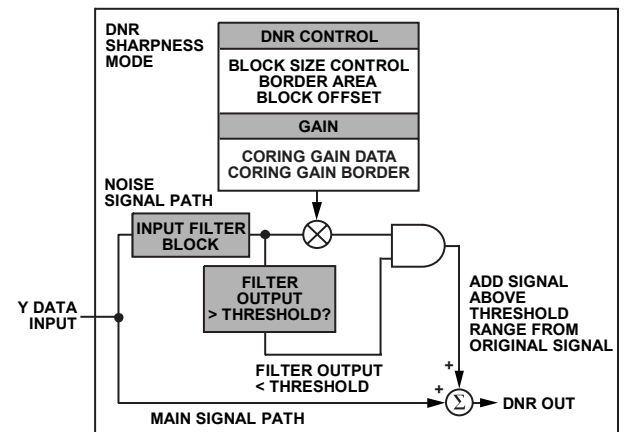 DNR
SHARPNESS
MODE
DNR CONTROL
BLOCK SIZE CONTROL
BORDER AREA
BLOCK OFFSET
GAIN
CORING GAIN DATA
CORING GAIN BORDER
NOISE
SIGNAL PATH
INPUT FILTER
BLOCK
FILTER
OUTPUT
> THRESHOLD?
Y DATA
INPUT
ADD SIGNAL
ABOVE
THRESHOLD
RANGE FROM
ORIGINAL SIGNAL
FILTER OUTPUT
< THRESHOLD
+
+
Σ
DNR OUT
MAIN SIGNAL PATH